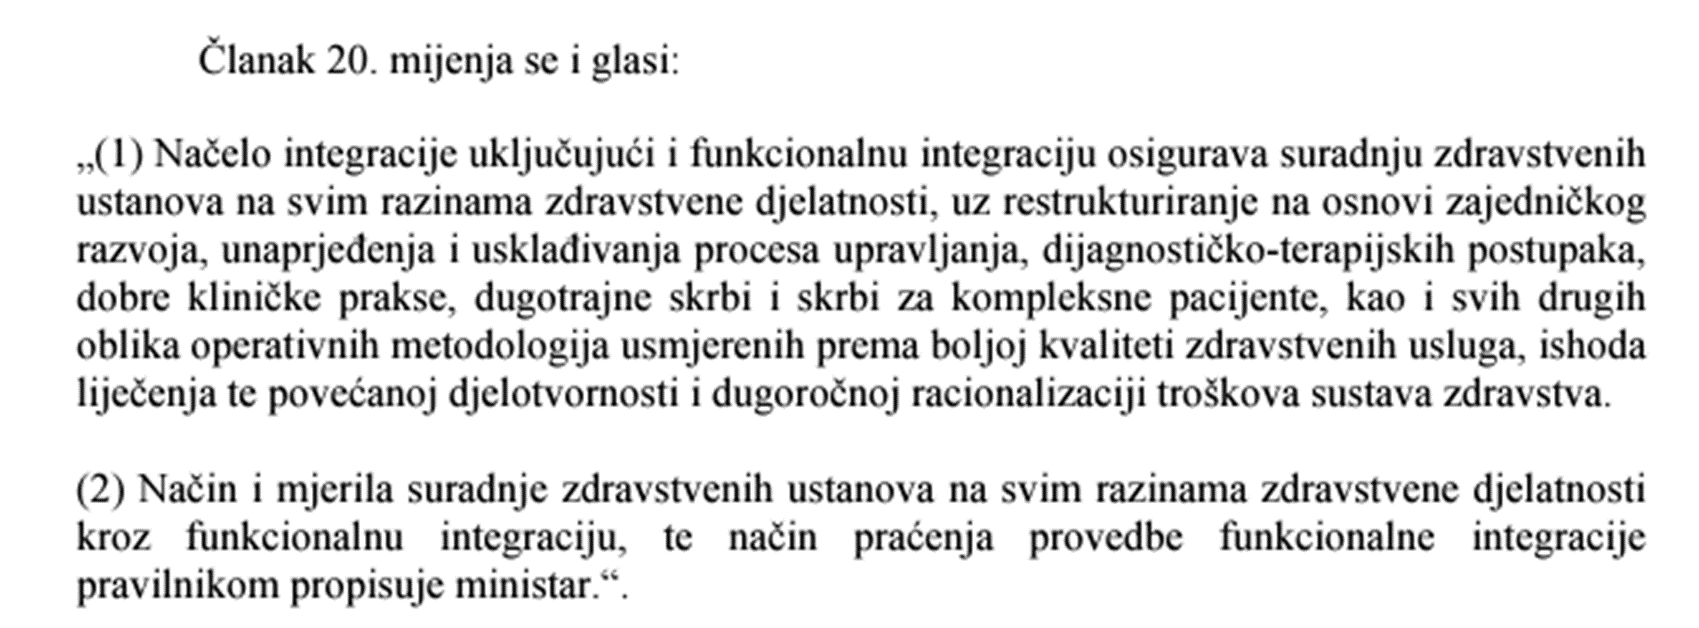 Članak 20. mijenja se i glasi:
„(1) Načelo integracije uključujući i funkcionalnu integraciju osigurava suradnju zdravstvenih
ustanova na svim razinama zdravstvene djelatnosti, uz restrukturiranje na osnovi zajedničkog
razvoja, unaprjeđenja i usklađivanja procesa upravljanja, dijagnostičko-terapijskih postupaka,
dobre kliničke prakse, dugotrajne skrbi i skrbi za kompleksne pacijente, kao i svih drugih
oblika operativnih metodologija usmjerenih prema boljoj kvaliteti zdravstvenih usluga, ishoda
liječenja te povećanoj djelotvornosti i dugoročnoj racionalizaciji troškova sustava zdravstva.
(2) Način i mjerila suradnje zdravstvenih ustanova na svim razinama zdravstvene djelatnosti
kroz funkcionalnu integraciju, te način praćenja provedbe funkcionalne integracije
pravilnikom propisuje ministar.“.